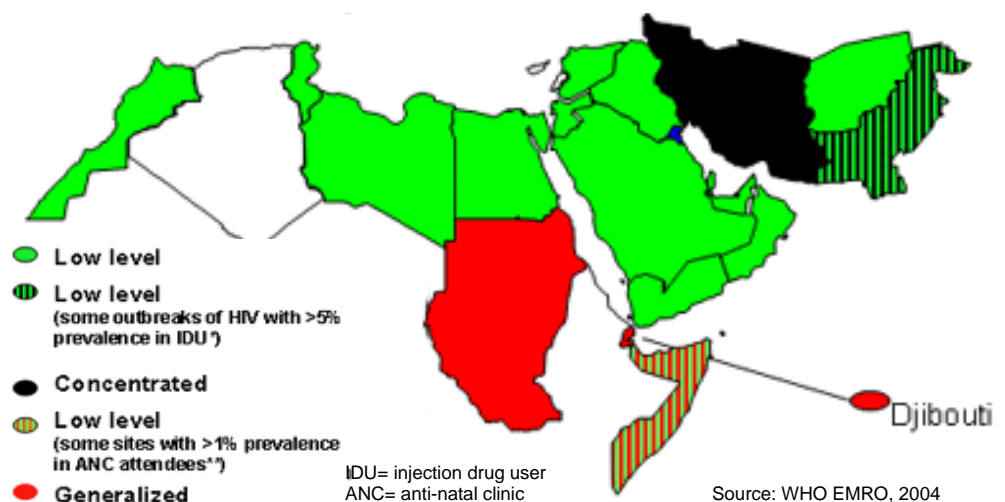 Low level
Low level
(some outbreaks of HIV with >5%
prevalence in IDU*)
Concentrated
Low level
(some sites with >1% prevalence
in ANC attendees**)
Generalized
IDU= injection drug user
ANC= anti-natal clinic
Djibouti
Source: WHO EMRO, 2004